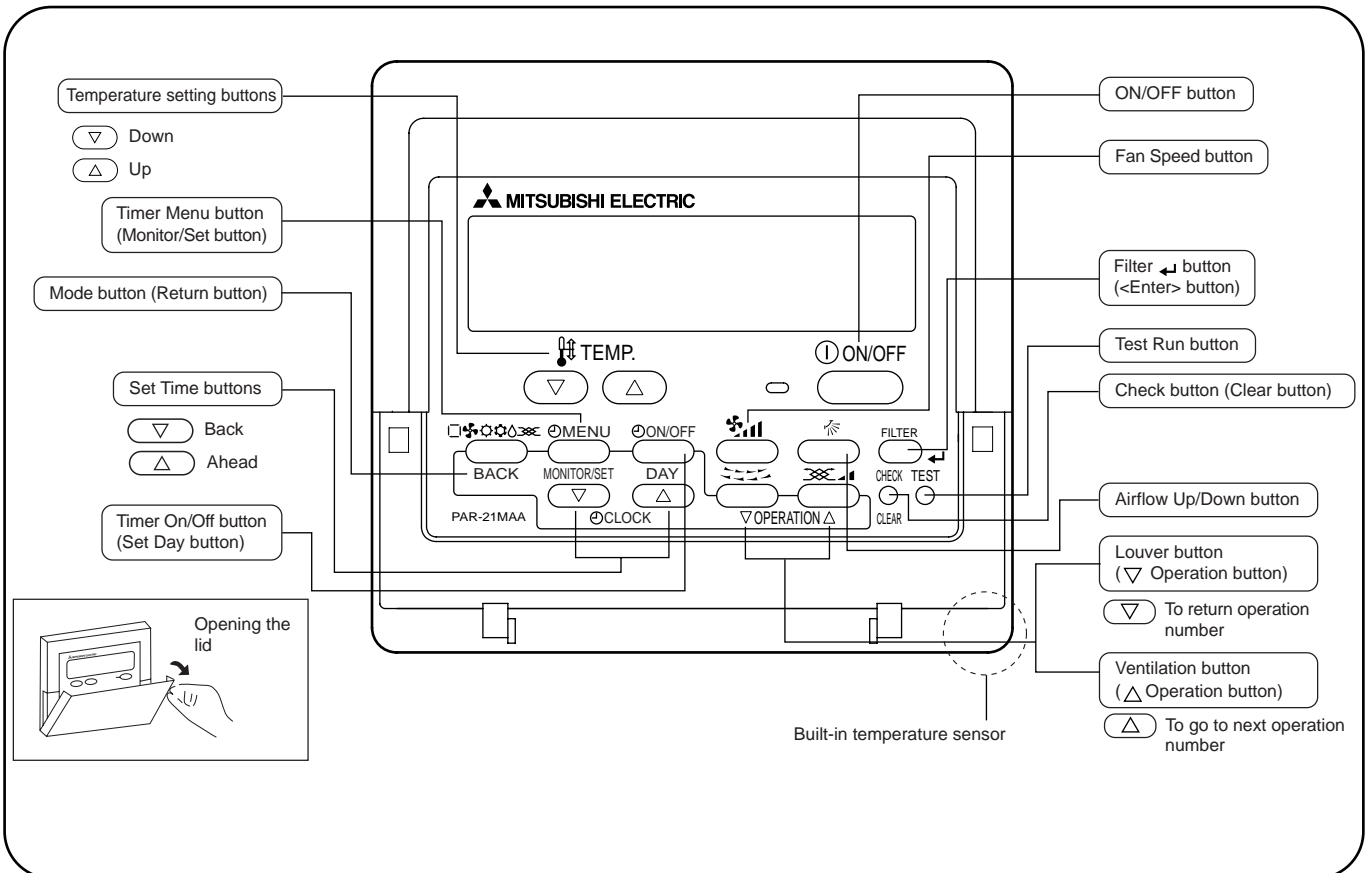 Temperature setting buttons
▽ Down
△ Up
Timer Menu button
(Monitor/Set button)
Mode button (Return button)
Set Time buttons
▽ Back
△ Ahead
Timer On/Off button
(Set Day button)
Opening the
lid
MITSUBISHI ELECTRIC
TEMP.
ON/OFF
▽ △
MENU
ON/OFF
FILTER
BACK
MONITOR/SET
DAY
CHECK TEST
▽ △
PAR-21MAA
CLOCK
▽ OPERATION △
CLEAR
ON/OFF button
Fan Speed button
Filter ↵ button
(<Enter> button)
Test Run button
Check button (Clear button)
Airflow Up/Down button
Louver button
(▽ Operation button)
▽ To return operation
number
Ventilation button
(△ Operation button)
△ To go to next operation
number
Built-in temperature sensor